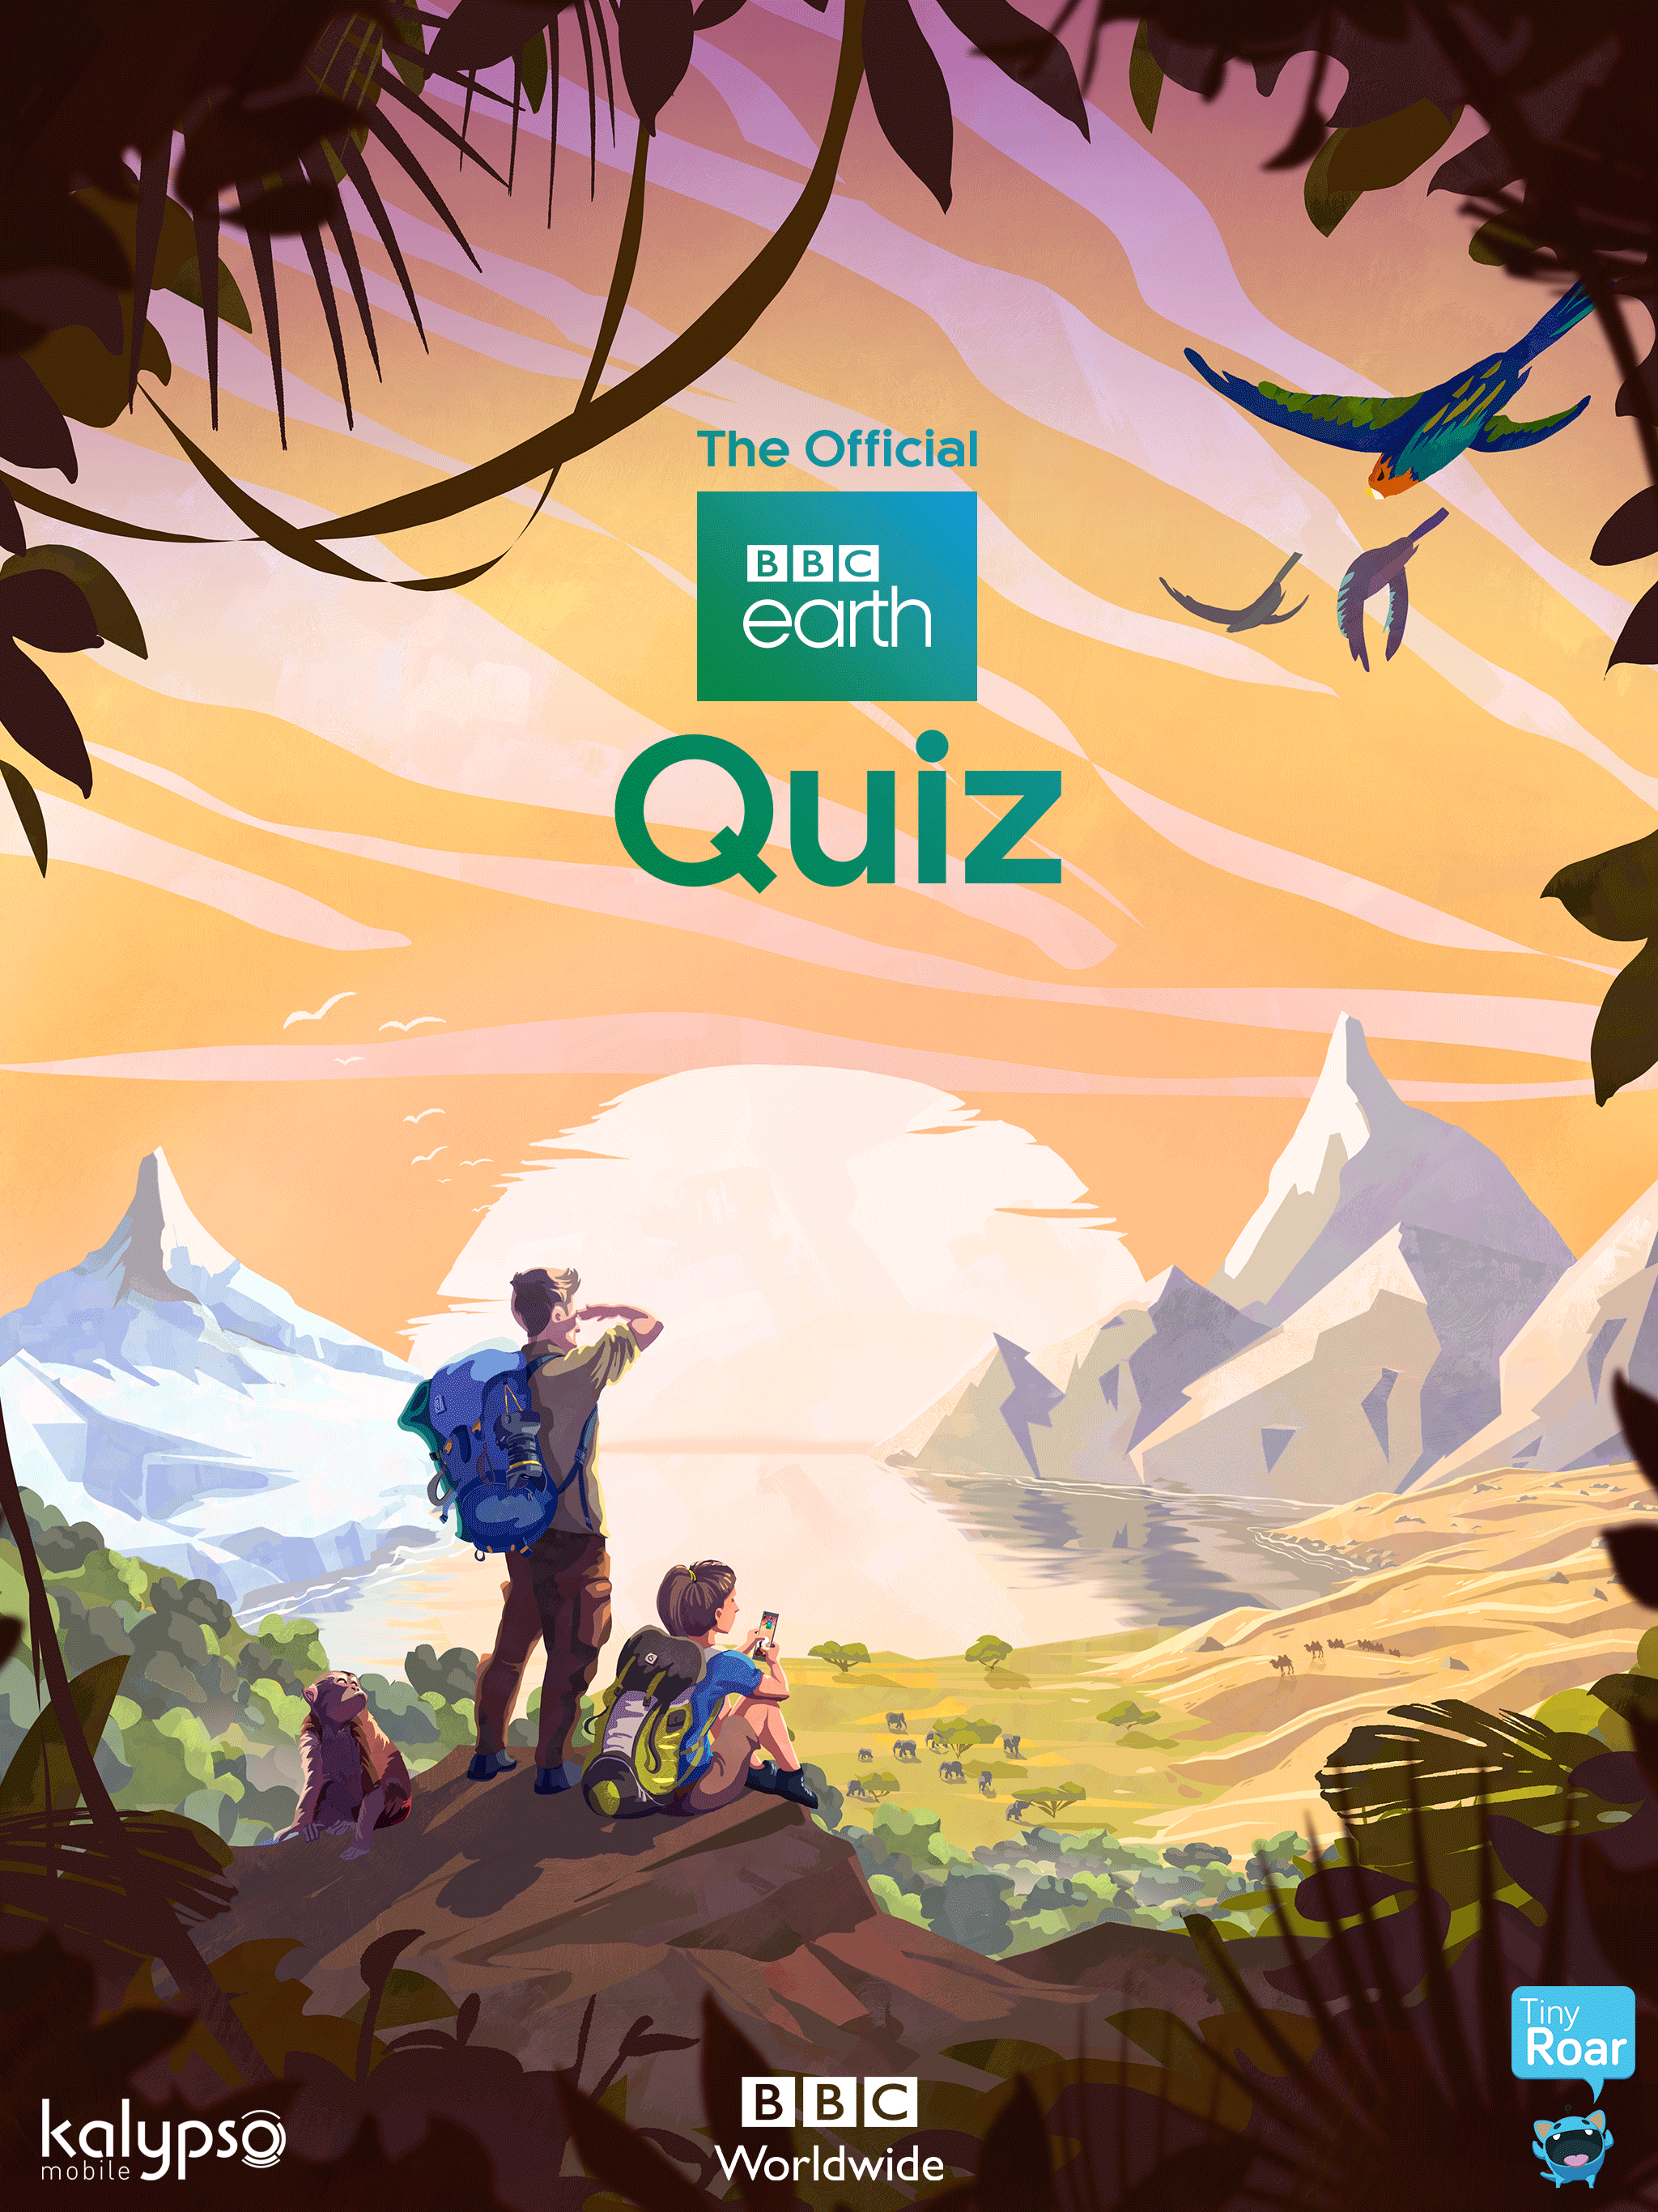 The Official
BBC
earth
Quiz
Tiny
Roar
kalypso
mobile
BBC
Worldwide